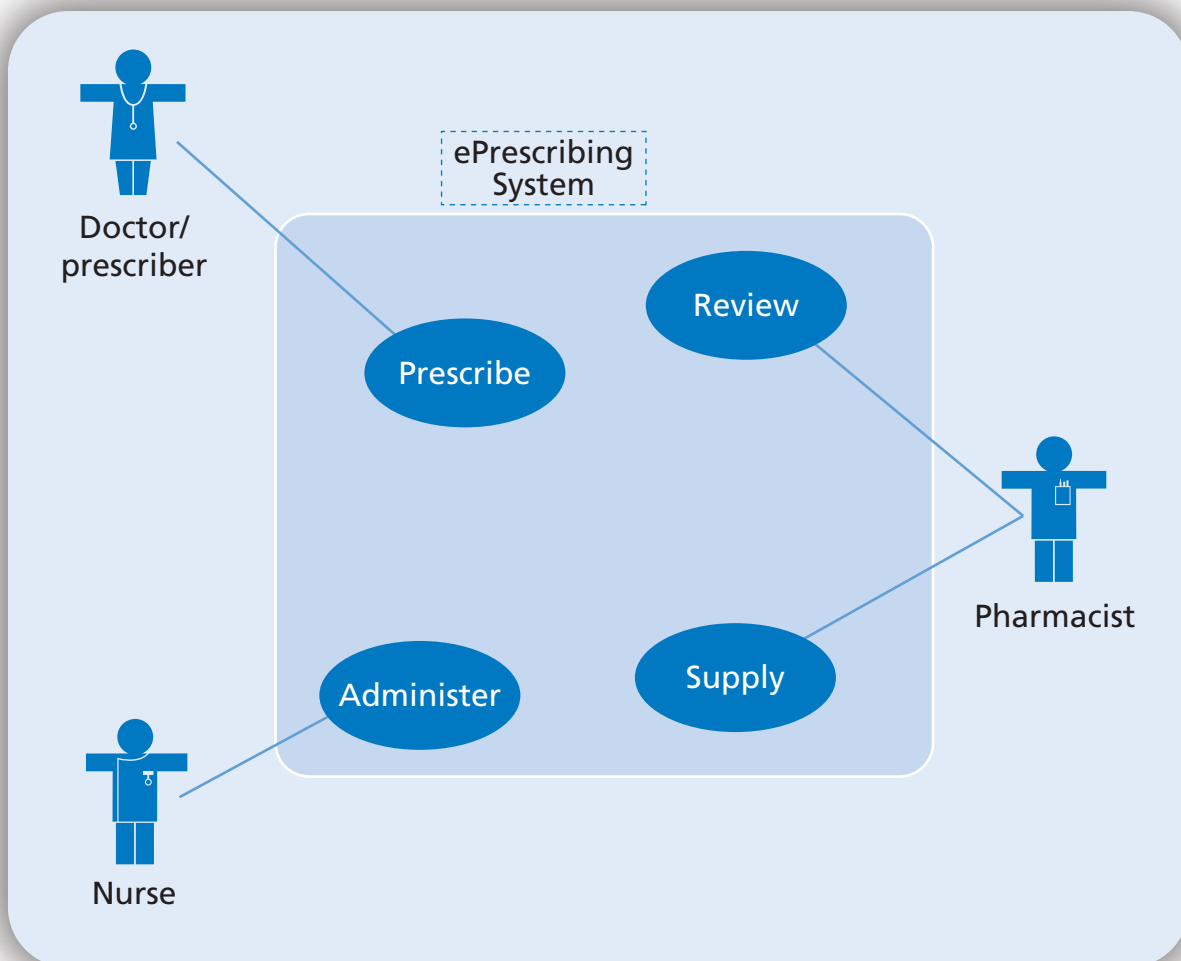 ePrescribing
System
Doctor/
prescriber
Review
Prescribe
Pharmacist
Supply
Administer
Nurse